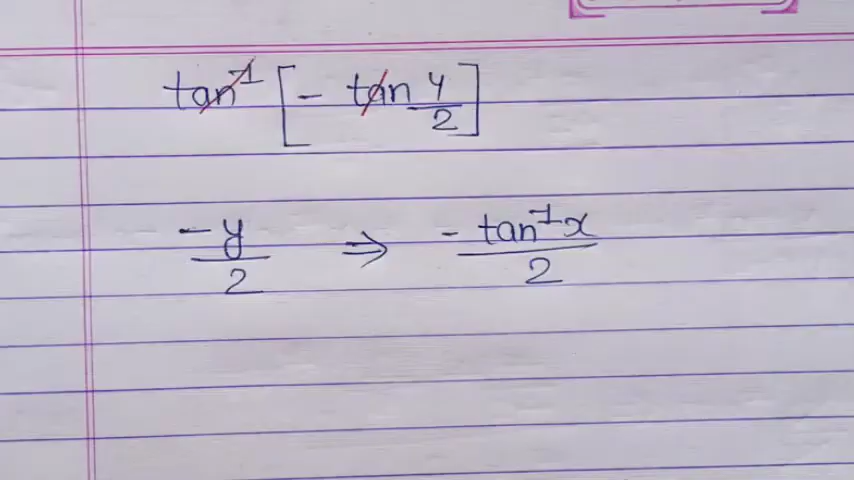 tan⁻¹ [- tan y/2]
-y/2 ⇒ - tan⁻¹x/2